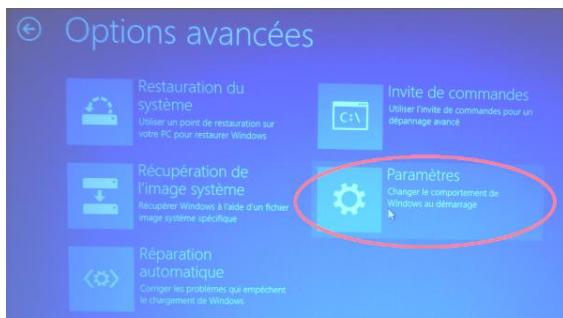 Options avancées
Restauration du
système
Utiliser un point de restauration sur
votre PC pour restaurer Windows
Récupération de
l'image système
Récupérer Windows à l'aide d'un fichier
image système spécifique
Réparation
automatique
Corriger les problèmes qui empêchent
le chargement de Windows
Invite de commandes
Utiliser l'invite de commandes pour un
dépannage avancé
C:\
Paramètres
Changer le comportement de
Windows au démarrage